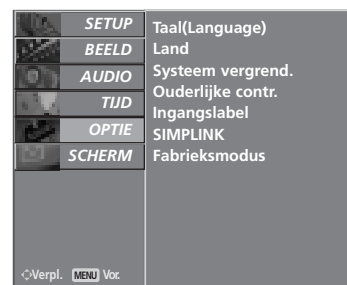 SETUP
BEELD
AUDIO
TIJD
OPTIE
SCHERM
Verpl. MENU Vor.
Taal(Language)
Land
Systeem vergrend.
Ouderlijke contr.
Ingangslabel
SIMPLINK
Fabrieksmodus